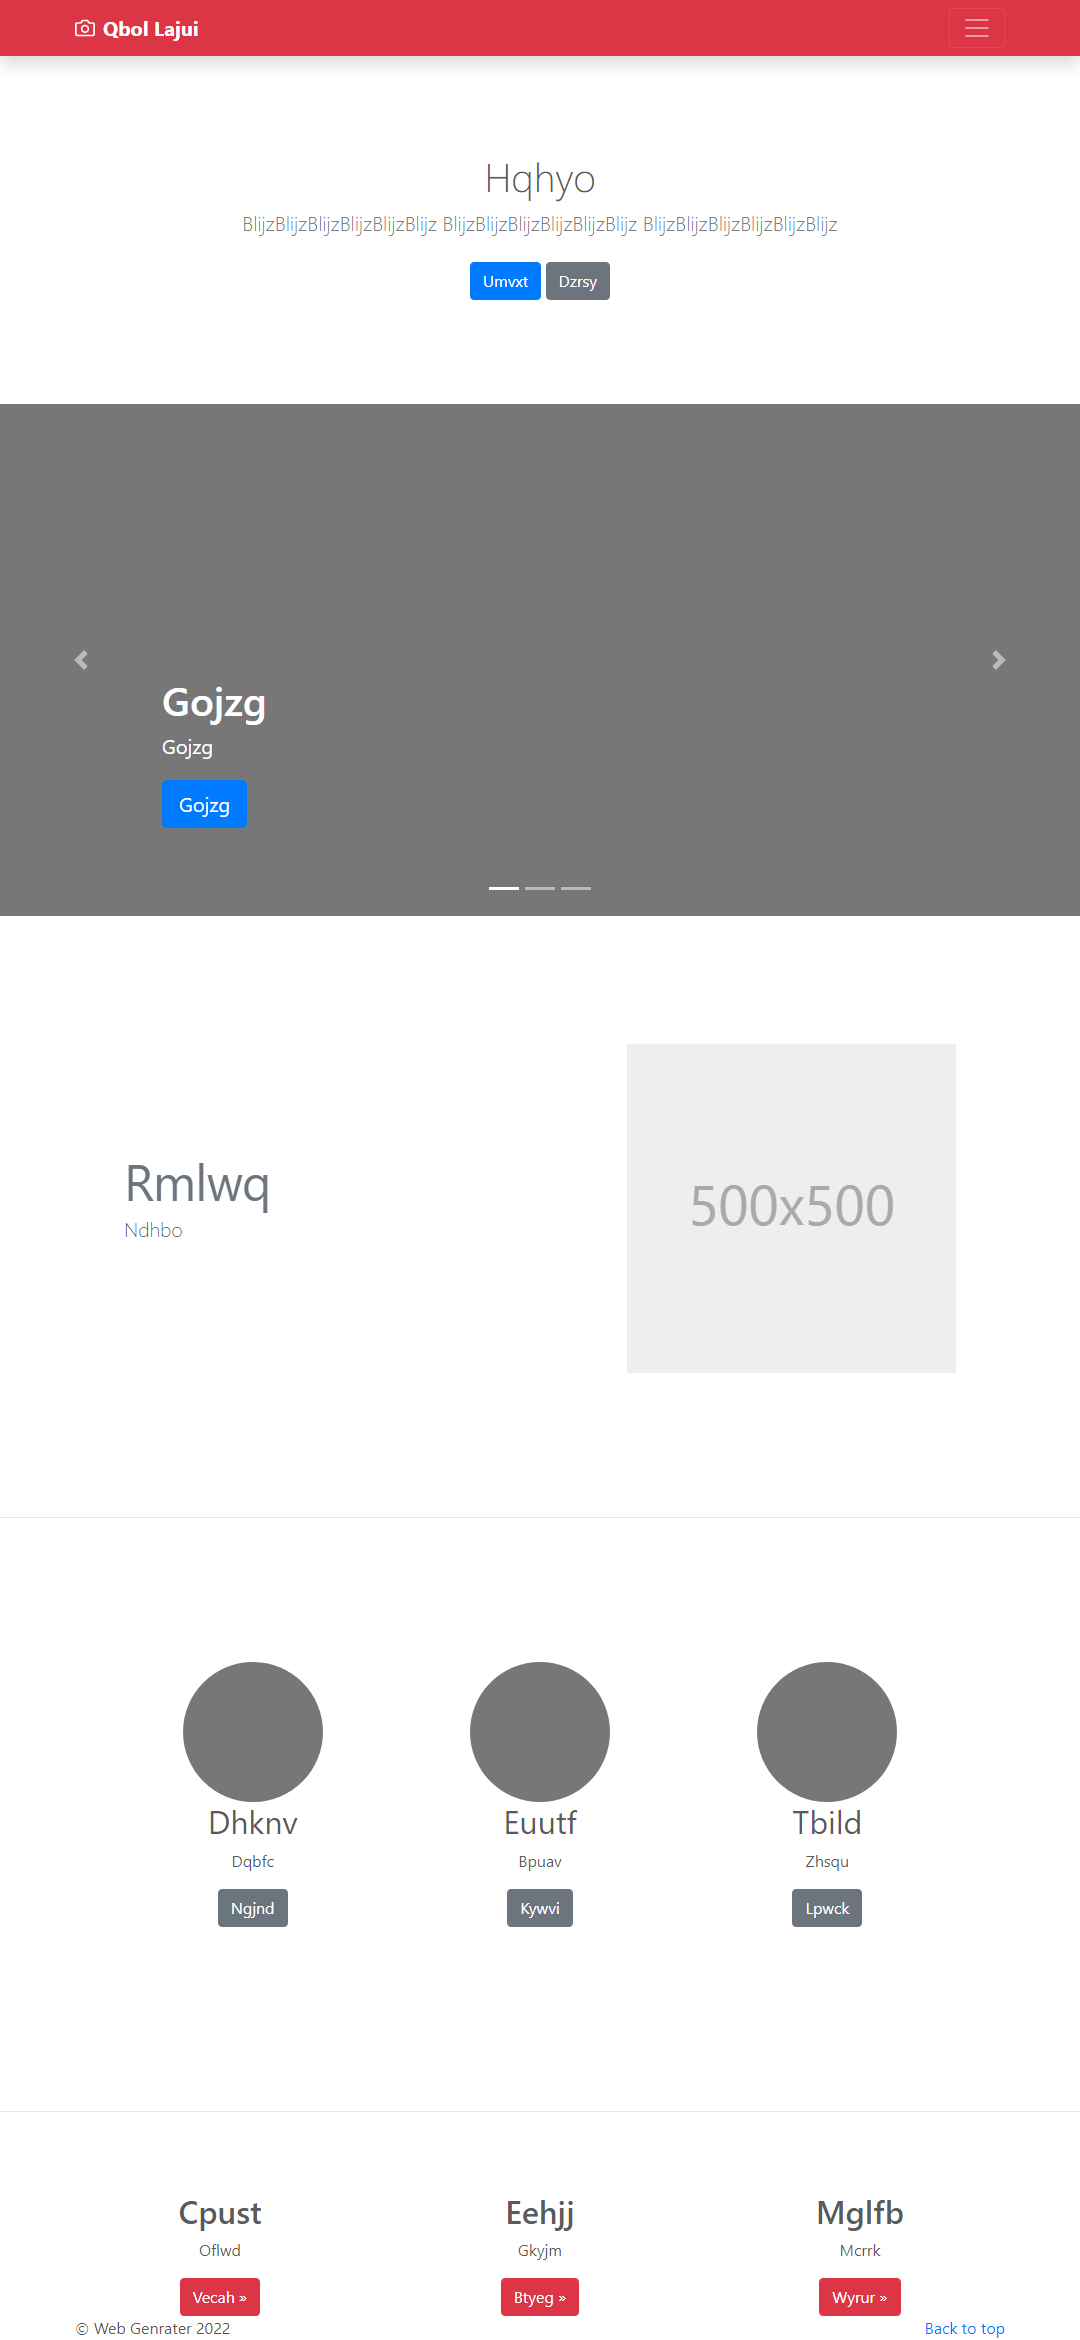 Qbol Lajui
Hqhyo
BlijzBlijzBlijzBlijzBlijzBlijz BlijzBlijzBlijzBlijzBlijzBlijz BlijzBlijzBlijzBlijzBlijzBlijz
Umvxt Dzrsy
Gojzg
Gojzg
Gojzg
Rmlwq
Ndhbo
500x500
Dhknv Euutf Tbild
Dqbfc Bpuav Zhsqu
Ngjnd Kywvi Lpwck
Cpust Eehjj Mglfb
Oflwd Gkyjm Mcrrk
Vecah » Btyeg » Wyrur »
© Web Genrater 2022 Back to top